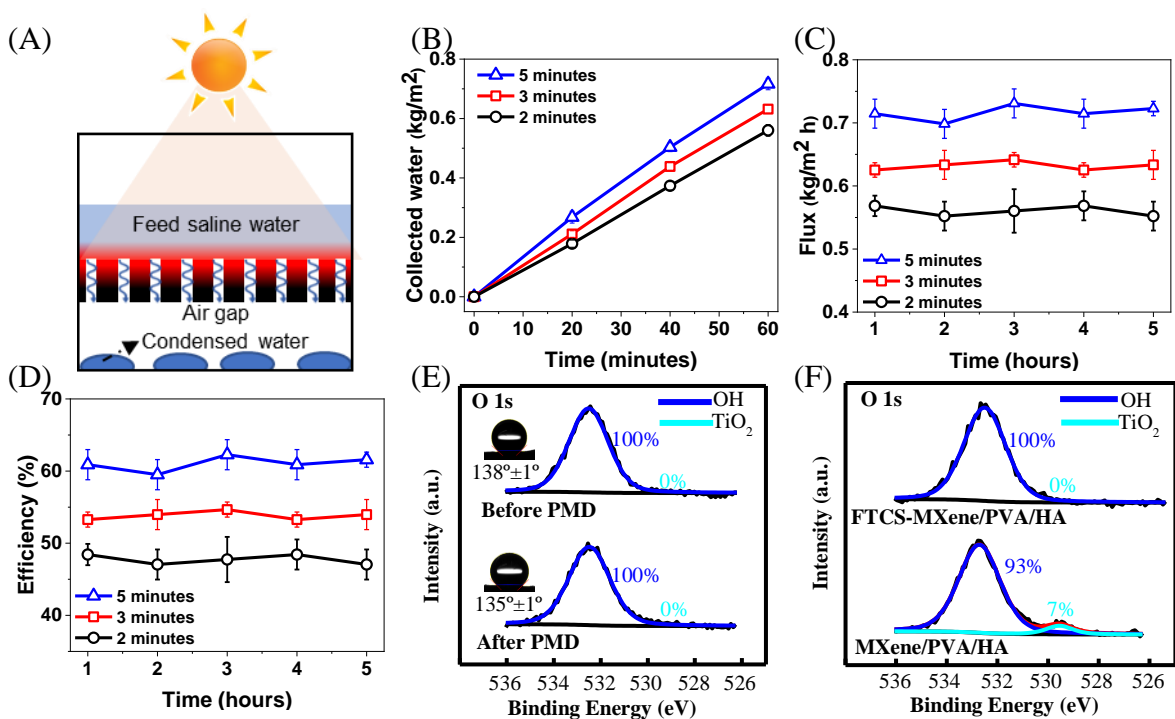 (A)
Feed saline water
Air gap
Condensed water
(B)
Collected water (kg/m²)
0.8
0.6
0.4
0.2
0.0
5 minutes
3 minutes
2 minutes
0 10 20 30 40 50 60
Time (minutes)
(C)
Flux (kg/m² h)
0.8
0.7
0.6
0.5
0.4
5 minutes
3 minutes
2 minutes
1 2 3 4 5
Time (hours)
(D)
Efficiency (%)
70
60
50
40
5 minutes
3 minutes
2 minutes
1 2 3 4 5
Time (hours)
(E)
Intensity (a.u.)
O 1s
OH
TiO₂
100%
138º±1º
0%
Before PMD
100%
135º±1º
0%
After PMD
536 534 532 530 528 526
Binding Energy (eV)
(F)
Intensity (a.u.)
O 1s
OH
TiO₂
100%
0%
FTCS-MXene/PVA/HA
93%
7%
MXene/PVA/HA
536 534 532 530 528 526
Binding Energy (eV)